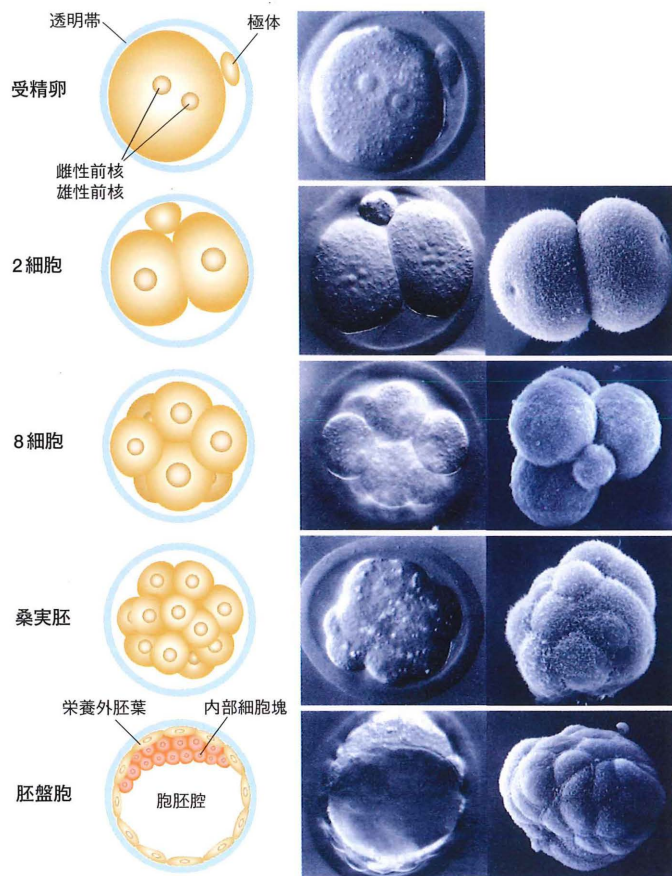 透明帯
極体
受精卵
雌性前核
雄性前核
2細胞
8細胞
桑実胚
栄養外胚葉
内部細胞塊
胚盤胞
胞胚腔